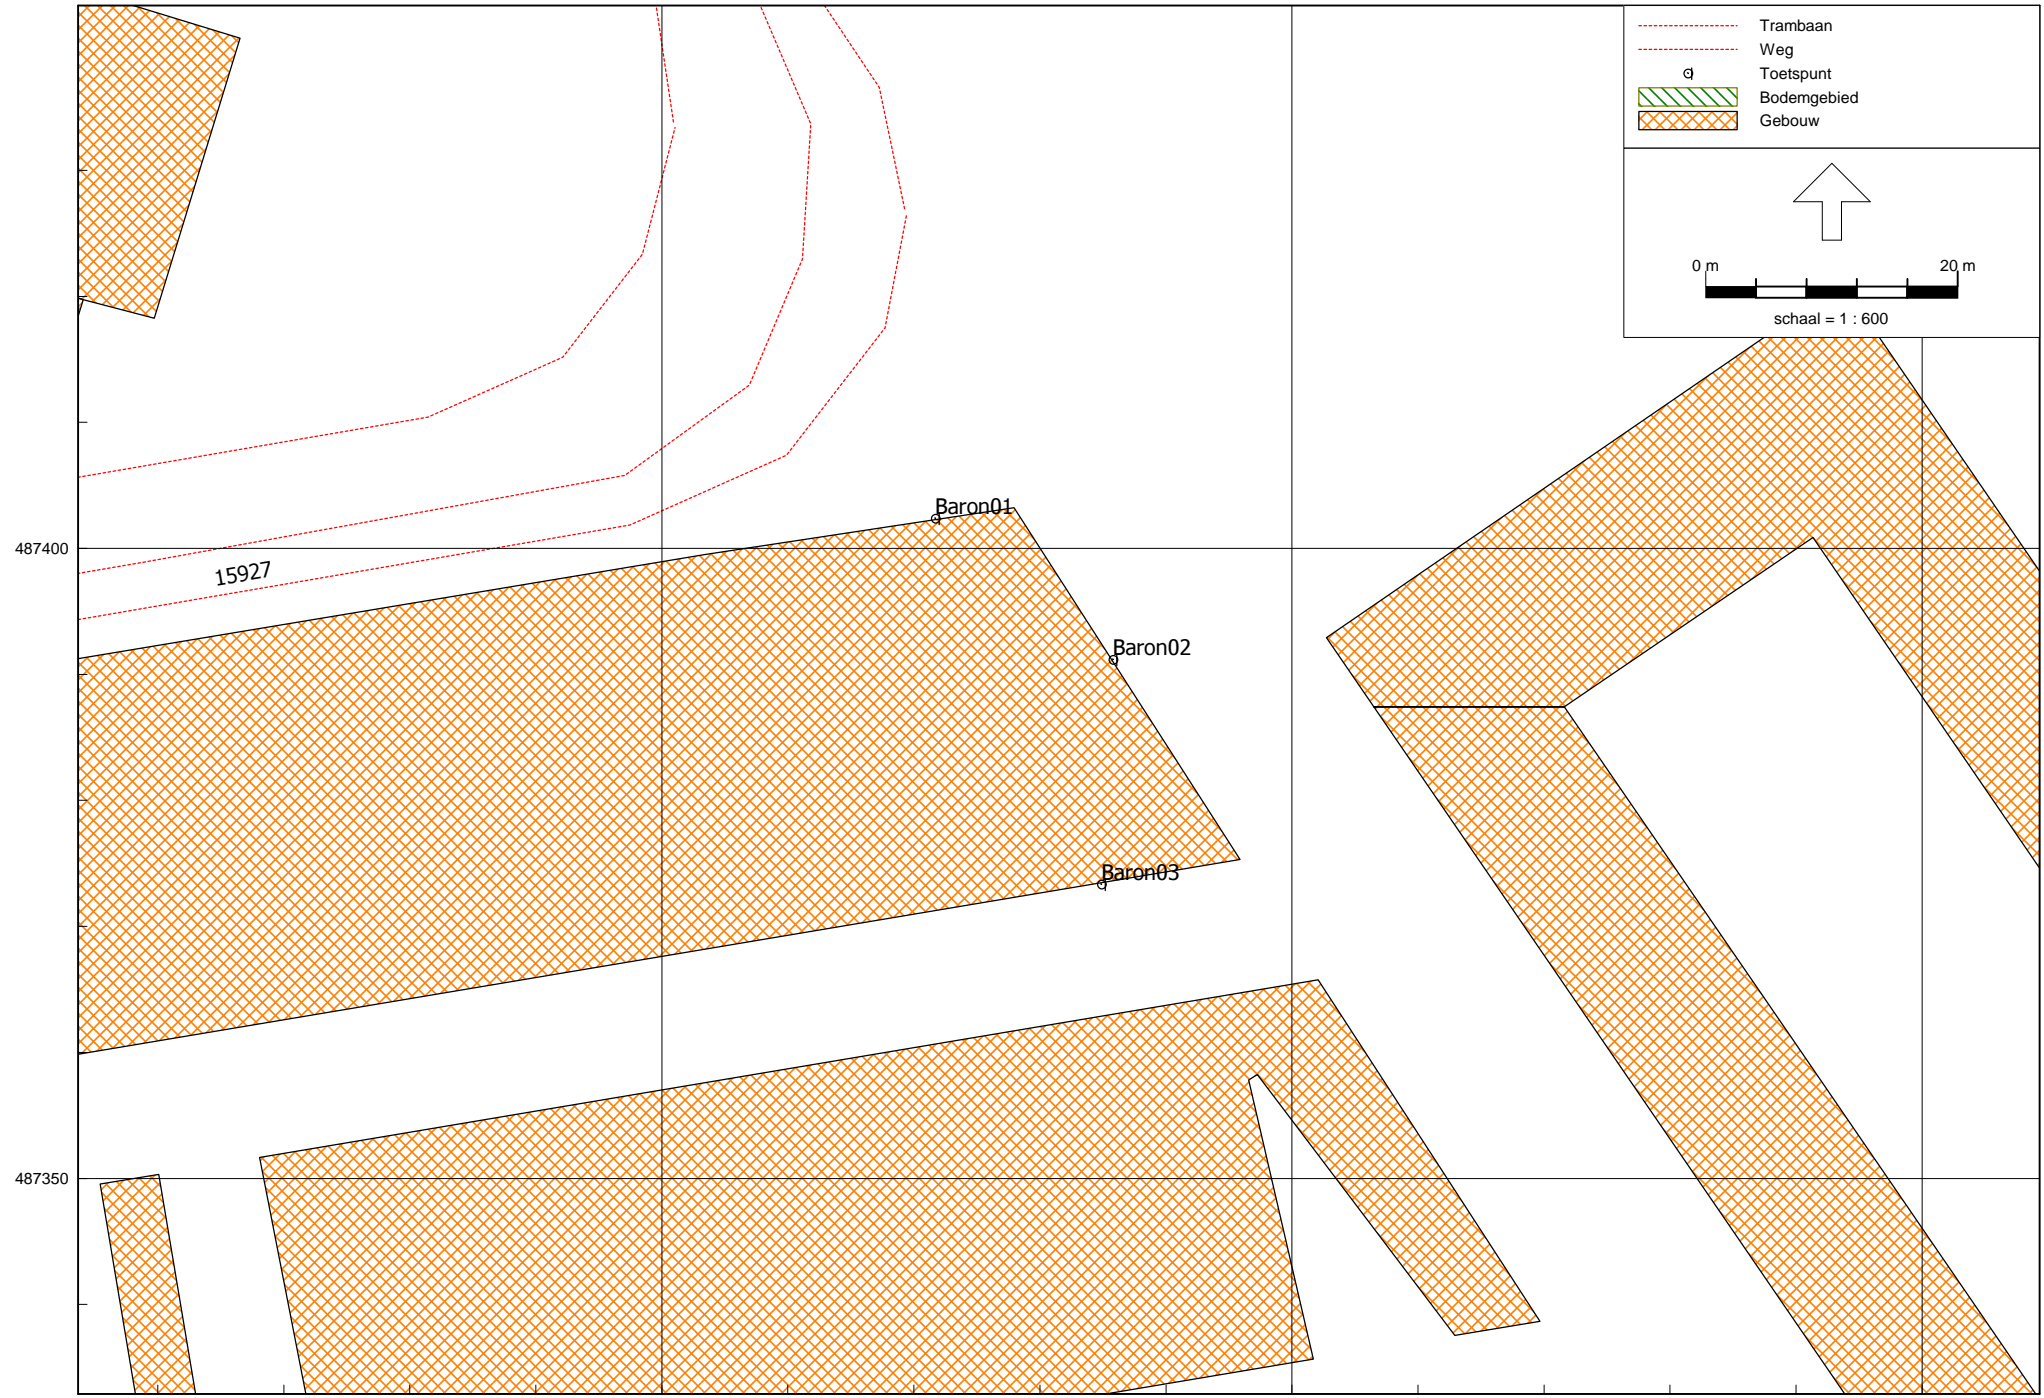 Trambaan
Weg
Toetspunt
Bodemgebied
Gebouw
0 m 20 m
schaal = 1 : 600
Baron01
487400
15927
Baron02
Baron03
487350